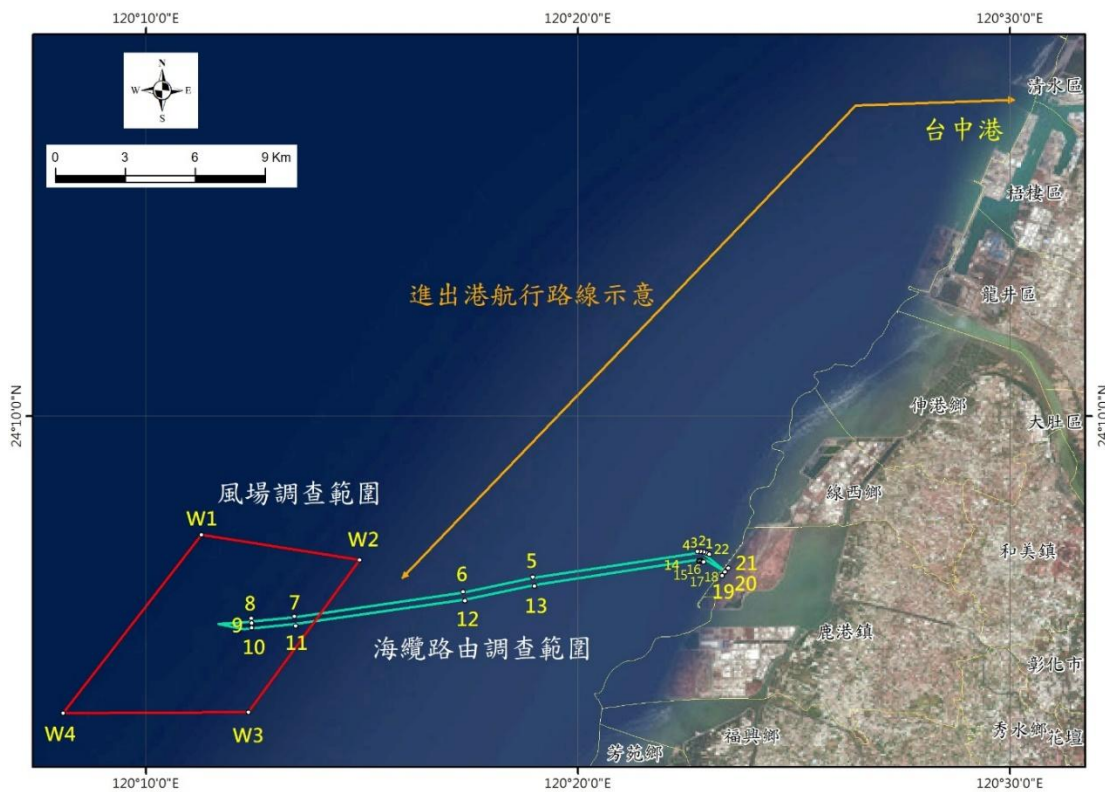 120°10'0"E
120°20'0"E
120°30'0"E
N
W
E
S
0 3 6 9 Km
清水區
台中港
梧棲區
進出港航行路線示意
龍井區
24°10'0"N
24°10'0"N
伸港鄉
大肚區
風場調查範圍
線西鄉
W1
W2
4
3
2
1
22
和美鎮
5
14
15
16
17
18
21
20
19
6
13
12
8
7
9
10
11
海纜路由調查範圍
鹿港鎮
彰化市
W4
W3
秀水鄉
花壇
福興鄉
芳苑鄉
120°10'0"E
120°20'0"E
120°30'0"E